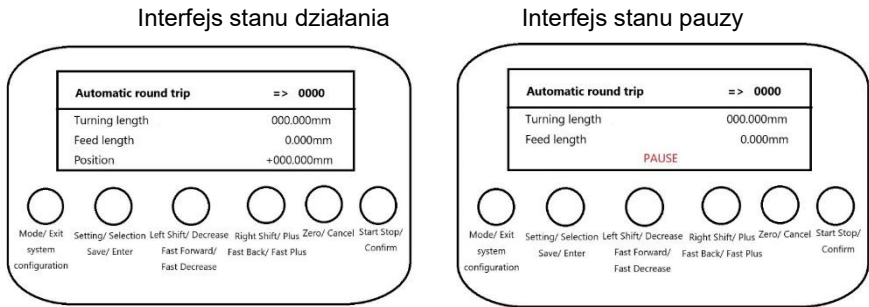 Interfejs stanu działania
Interfejs stanu pauzy
Automatic round trip => 0000
Turning length 000.000mm
Feed length 0.000mm
Position +000.000mm
Mode/ Exit
system
configuration
Setting/ Selection
Save/ Enter
Left Shift/ Decrease
Fast Forward/
Fast Decrease
Right Shift/ Plus
Fast Back/ Fast Plus
Zero/ Cancel
Start Stop/
Confirm
Automatic round trip => 0000
Turning length 000.000mm
Feed length 0.000mm
PAUSE
Mode/ Exit
system
configuration
Setting/ Selection
Save/ Enter
Left Shift/ Decrease
Fast Forward/
Fast Decrease
Right Shift/ Plus
Fast Back/ Fast Plus
Zero/ Cancel
Start Stop/
Confirm